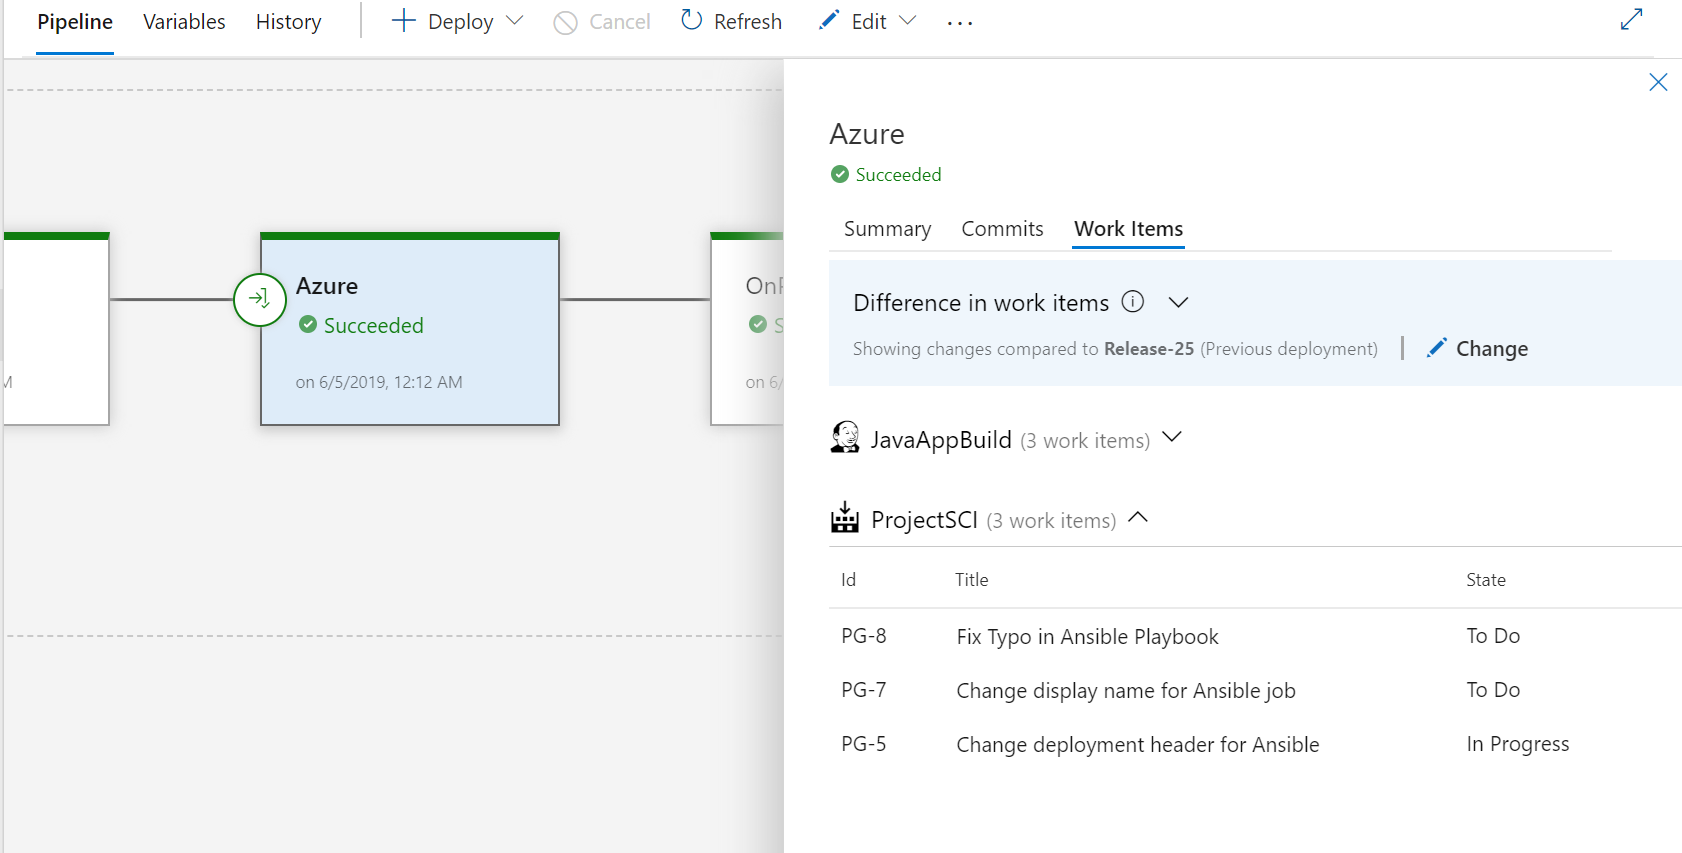 Pipeline Variables History Deploy Cancel Refresh Edit ...
M
Azure
Succeeded
on 6/5/2019, 12:12 AM
on 6/
Azure
Succeeded
Summary Commits Work Items
Difference in work items
Showing changes compared to Release-25 (Previous deployment) | Change
JavaAppBuild (3 work items)
ProjectSCI (3 work items)
Id Title State
PG-8 Fix Typo in Ansible Playbook To Do
PG-7 Change display name for Ansible job To Do
PG-5 Change deployment header for Ansible In Progress